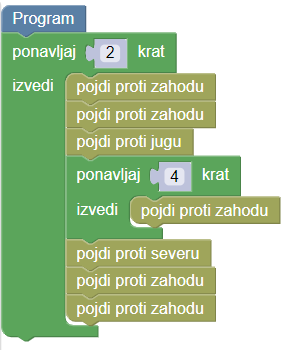 Program
ponavljaj 2 krat
izvedi pojdi proti zahodu
pojdi proti zahodu
pojdi proti jugu
ponavljaj 4 krat
izvedi pojdi proti zahodu
pojdi proti severu
pojdi proti zahodu
pojdi proti zahodu